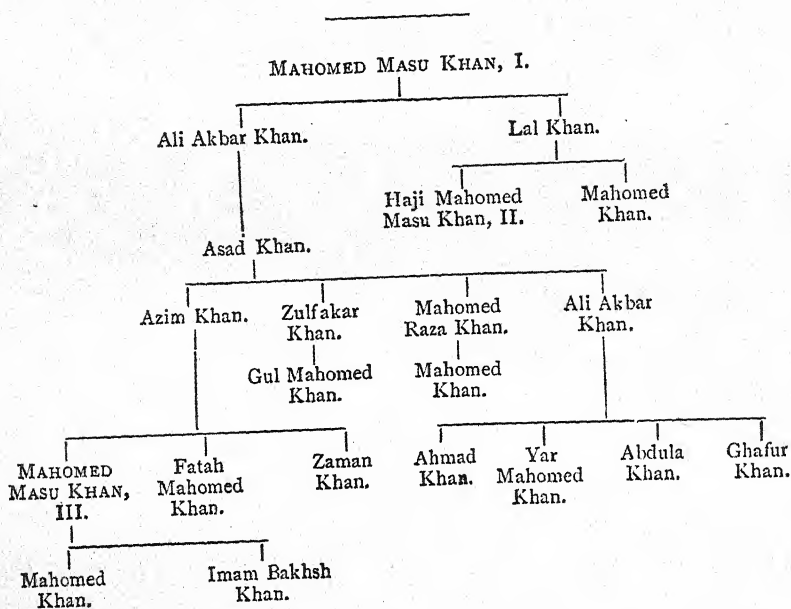 MAHOMED MASU KHAN, I.
Ali Akbar Khan.
Lal Khan.
Haji Mahomed
Masu Khan, II.
Mahomed
Khan.
Asad Khan.
Azim Khan.
Zulfakar
Khan.
Mahomed
Raza Khan.
Ali Akbar
Khan.
Gul Mahomed
Khan.
Mahomed
Khan.
MAHOMED
MASU KHAN,
III.
Fatah
Mahomed
Khan.
Zaman
Khan.
Ahmad
Khan.
Yar
Mahomed
Khan.
Abdula
Khan.
Ghafur
Khan.
Mahomed
Khan.
Imam Bakhsh
Khan.